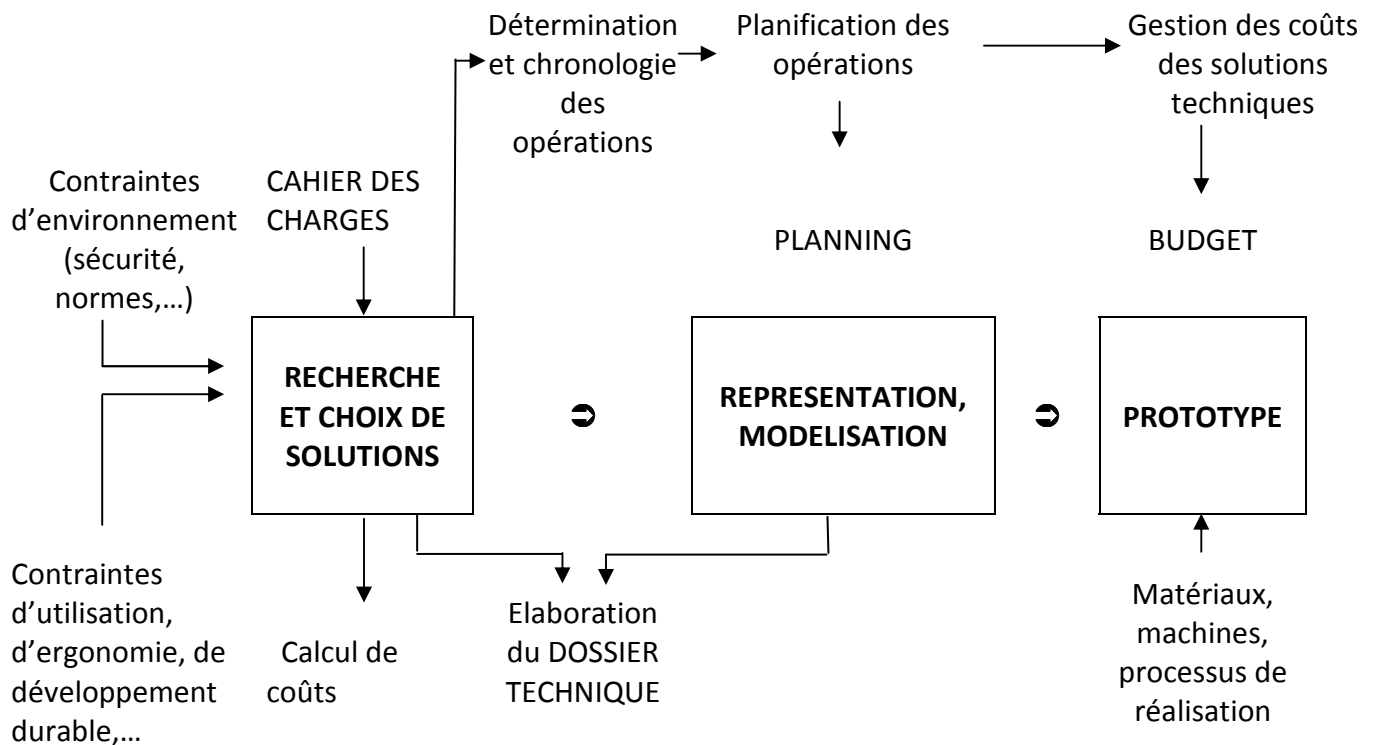 Détermination
et chronologie
des
opérations
Planification des
opérations
Gestion des coûts
des solutions
techniques
Contraintes
d’environnement
(sécurité,
normes,…)
CAHIER DES
CHARGES
PLANNING
BUDGET
RECHERCHE
ET CHOIX DE
SOLUTIONS
REPRESENTATION,
MODELISATION
PROTOTYPE
Contraintes
d’utilisation,
d’ergonomie, de
développement
durable,…
Calcul de
coûts
Elaboration
du DOSSIER
TECHNIQUE
Matériaux,
machines,
processus de
réalisation